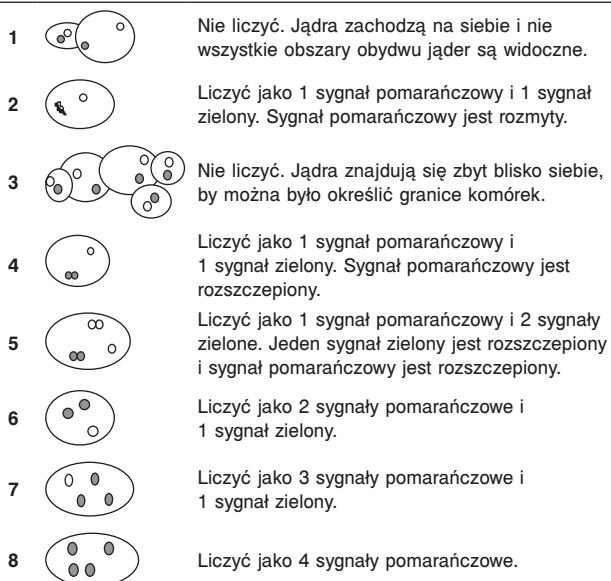 1 Nie liczyć. Jądra zachodzą na siebie i nie
wszystkie obszary obydwu jąder są widoczne.
2 Liczyć jako 1 sygnał pomarańczowy i 1 sygnał
zielony. Sygnał pomarańczowy jest rozmyty.
3 Nie liczyć. Jądra znajdują się zbyt blisko siebie,
by można było określić granice komórek.
4 Liczyć jako 1 sygnał pomarańczowy i
1 sygnał zielony. Sygnał pomarańczowy jest
rozszczepiony.
5 Liczyć jako 1 sygnał pomarańczowy i 2 sygnały
zielone. Jeden sygnał zielony jest rozszczepiony
i sygnał pomarańczowy jest rozszczepiony.
6 Liczyć jako 2 sygnały pomarańczowe i
1 sygnał zielony.
7 Liczyć jako 3 sygnały pomarańczowe i
1 sygnał zielony.
8 Liczyć jako 4 sygnały pomarańczowe.